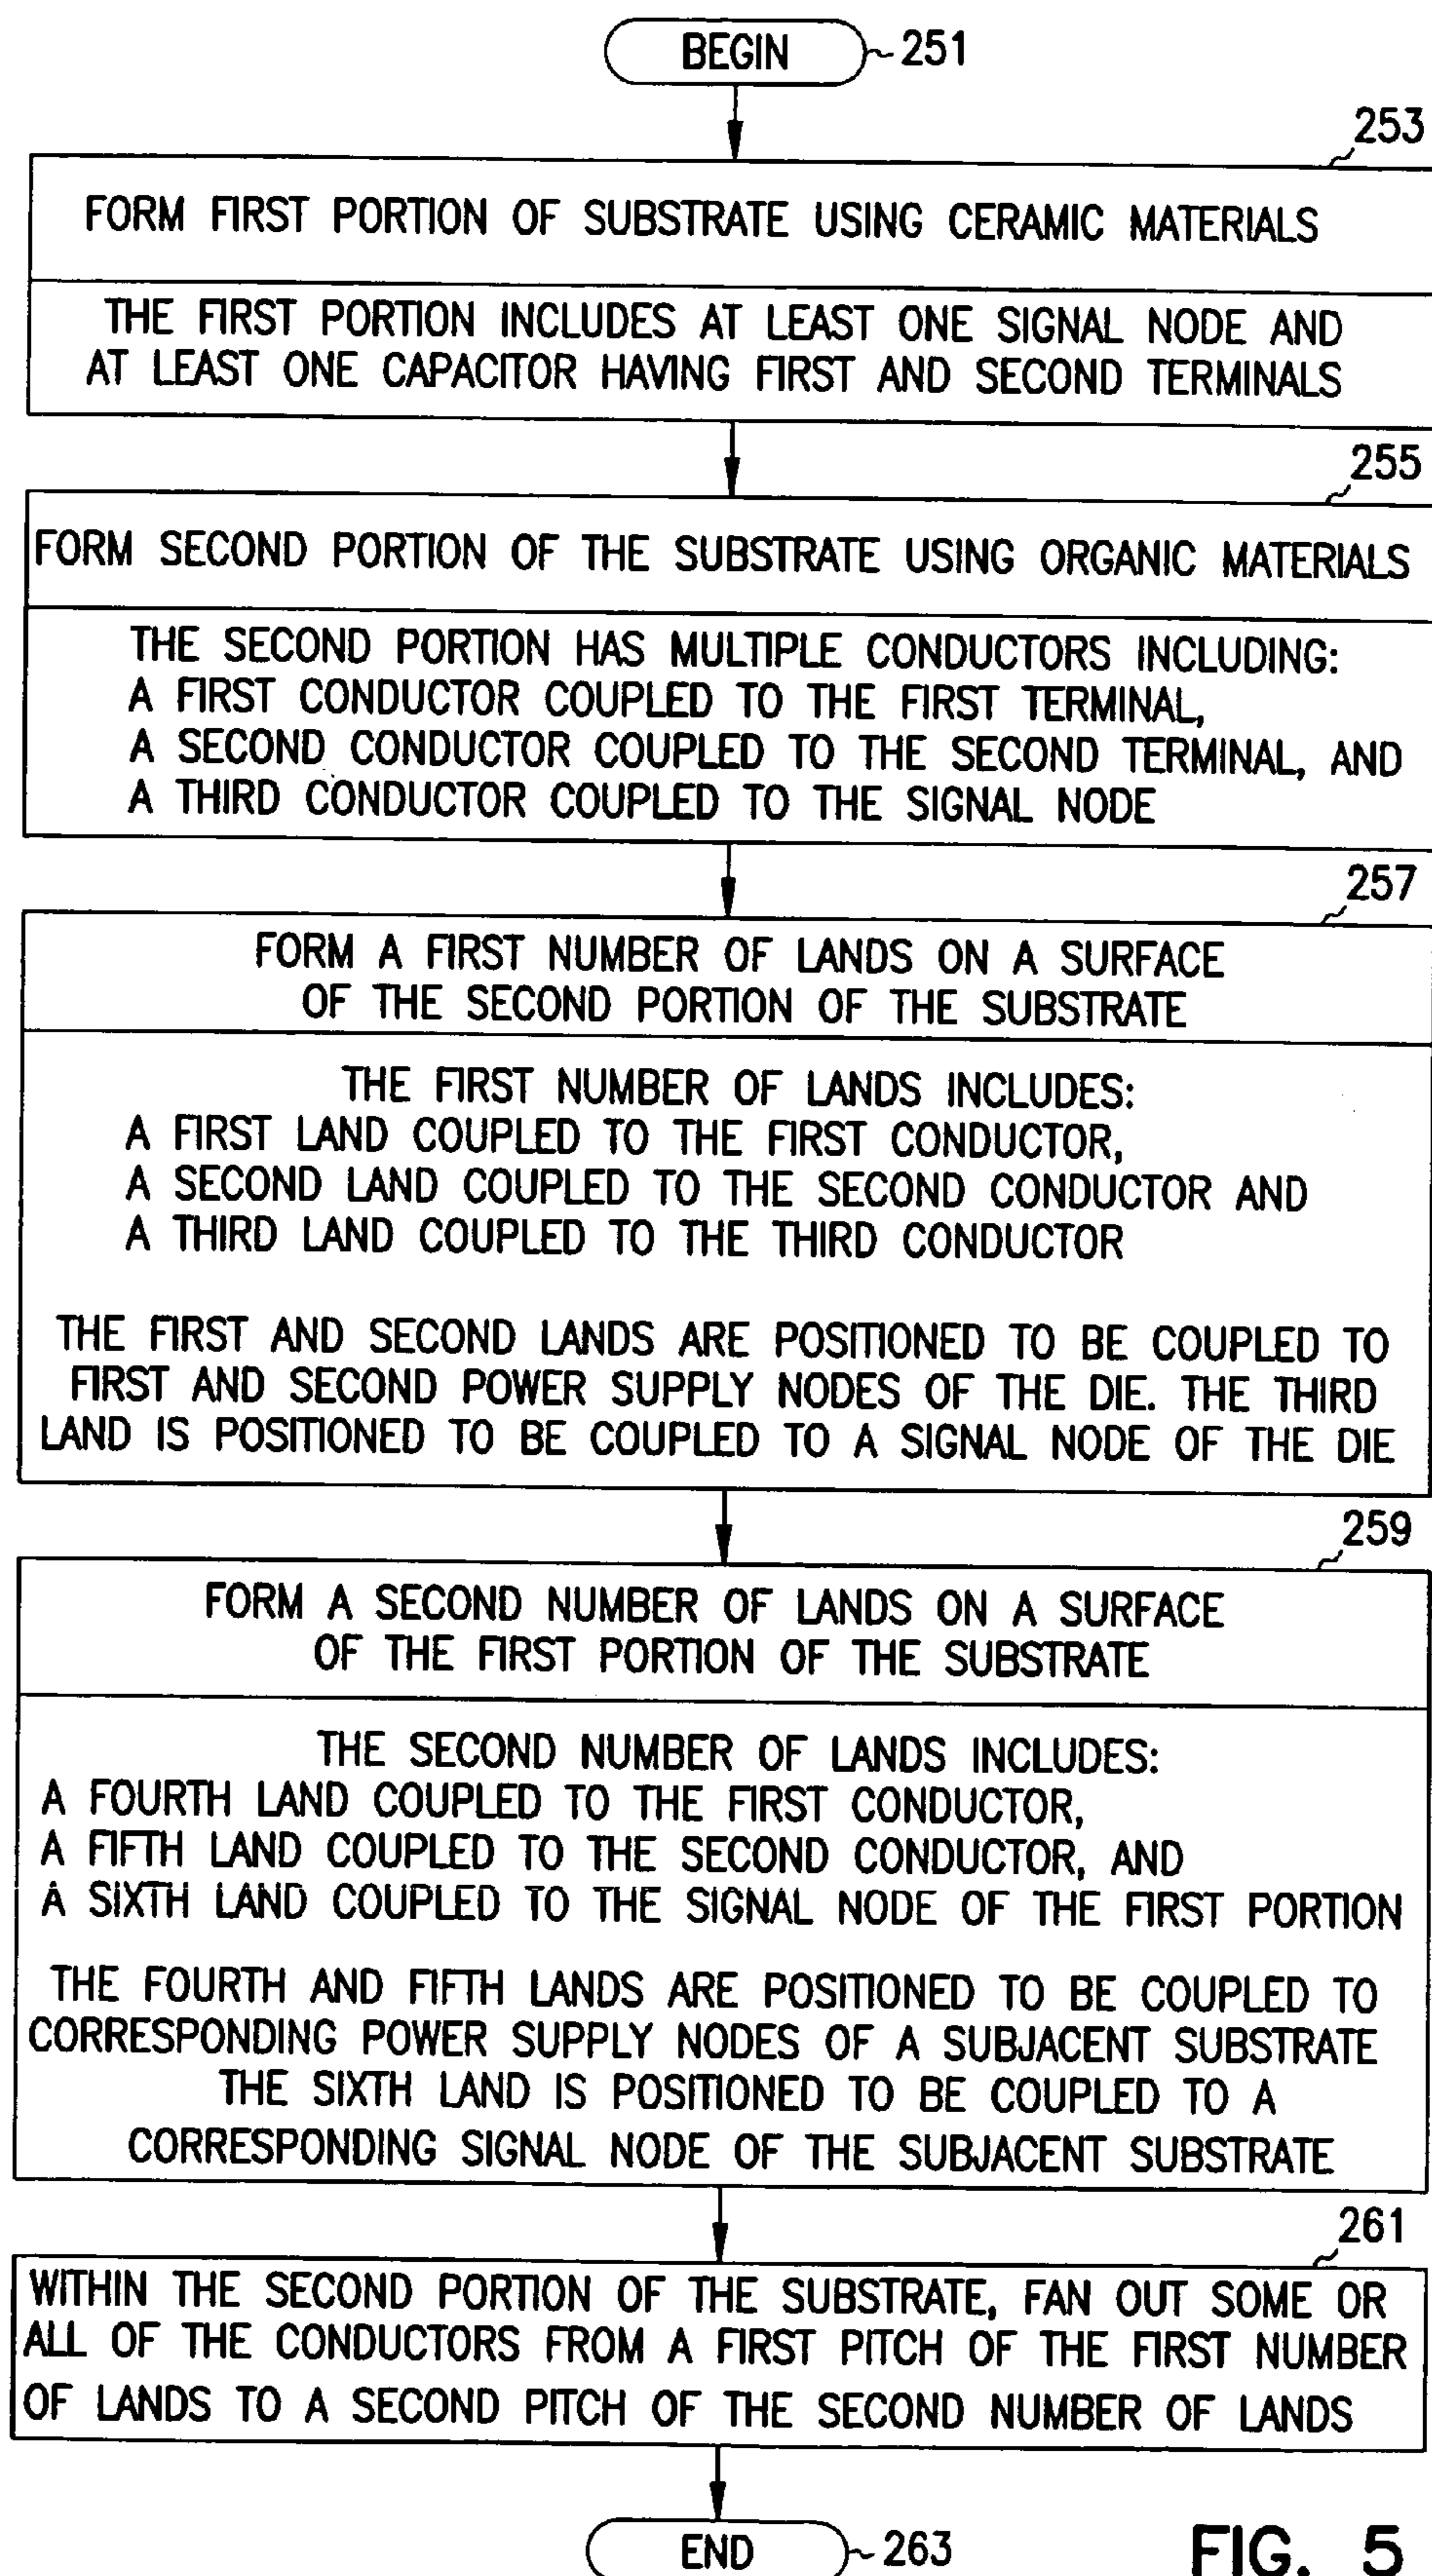 BEGIN
251
253
FORM FIRST PORTION OF SUBSTRATE USING CERAMIC MATERIALS
THE FIRST PORTION INCLUDES AT LEAST ONE SIGNAL NODE AND
AT LEAST ONE CAPACITOR HAVING FIRST AND SECOND TERMINALS
255
FORM SECOND PORTION OF THE SUBSTRATE USING ORGANIC MATERIALS
THE SECOND PORTION HAS MULTIPLE CONDUCTORS INCLUDING:
A FIRST CONDUCTOR COUPLED TO THE FIRST TERMINAL,
A SECOND CONDUCTOR COUPLED TO THE SECOND TERMINAL, AND
A THIRD CONDUCTOR COUPLED TO THE SIGNAL NODE
257
FORM A FIRST NUMBER OF LANDS ON A SURFACE
OF THE SECOND PORTION OF THE SUBSTRATE
THE FIRST NUMBER OF LANDS INCLUDES:
A FIRST LAND COUPLED TO THE FIRST CONDUCTOR,
A SECOND LAND COUPLED TO THE SECOND CONDUCTOR AND
A THIRD LAND COUPLED TO THE THIRD CONDUCTOR
THE FIRST AND SECOND LANDS ARE POSITIONED TO BE COUPLED TO
FIRST AND SECOND POWER SUPPLY NODES OF THE DIE. THE THIRD
LAND IS POSITIONED TO BE COUPLED TO A SIGNAL NODE OF THE DIE
259
FORM A SECOND NUMBER OF LANDS ON A SURFACE
OF THE FIRST PORTION OF THE SUBSTRATE
THE SECOND NUMBER OF LANDS INCLUDES:
A FOURTH LAND COUPLED TO THE FIRST CONDUCTOR,
A FIFTH LAND COUPLED TO THE SECOND CONDUCTOR, AND
A SIXTH LAND COUPLED TO THE SIGNAL NODE OF THE FIRST PORTION
THE FOURTH AND FIFTH LANDS ARE POSITIONED TO BE COUPLED TO
CORRESPONDING POWER SUPPLY NODES OF A SUBJACENT SUBSTRATE
THE SIXTH LAND IS POSITIONED TO BE COUPLED TO A
CORRESPONDING SIGNAL NODE OF THE SUBJACENT SUBSTRATE
261
WITHIN THE SECOND PORTION OF THE SUBSTRATE, FAN OUT SOME OR
ALL OF THE CONDUCTORS FROM A FIRST PITCH OF THE FIRST NUMBER
OF LANDS TO A SECOND PITCH OF THE SECOND NUMBER OF LANDS
END
263
FIG. 5